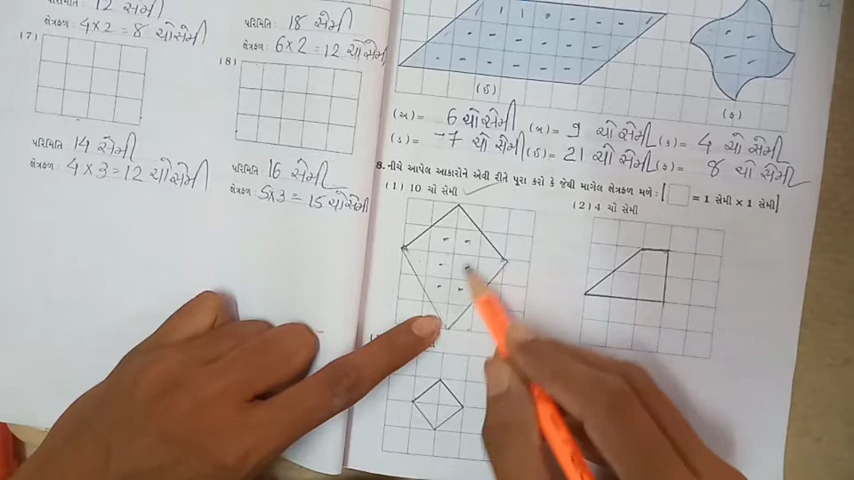 પરિમિતિ 12 સેમી
ક્ષેત્રફળ : 4×2 = 8 ચોસેમી
(7)
પરિમિતિ : 18 સેમી
ક્ષેત્રફળ : 6×2 = 12 ચોસેમી
(8)
પરિમિતિ 14 સેમી
ક્ષેત્રફળ : 4×3 = 12 ચોસેમી
પરિમિતિ : 16 સેમી
ક્ષેત્રફળ : 5×3 = 15 ચોસેમી
(ઈ)
(ફ)
(અ) = 6 ચોસેમી (બ) = 9 ચોસેમી (ક) = 4 ચોસેમી
(ડ) = 7 ચોસેમી (ઈ) = 21 ચોસેમી (ફ) = 8 ચોસેમી
8. નીચે આપેલ આકારોને એવી રીતે પૂરા કરો કે જેથી માગેલ ક્ષેત્રફળ મળે : [ = 1 સેમી × 1 સેમી]
(1) 10 ચો સેમી
(2) 4 ચો સેમી